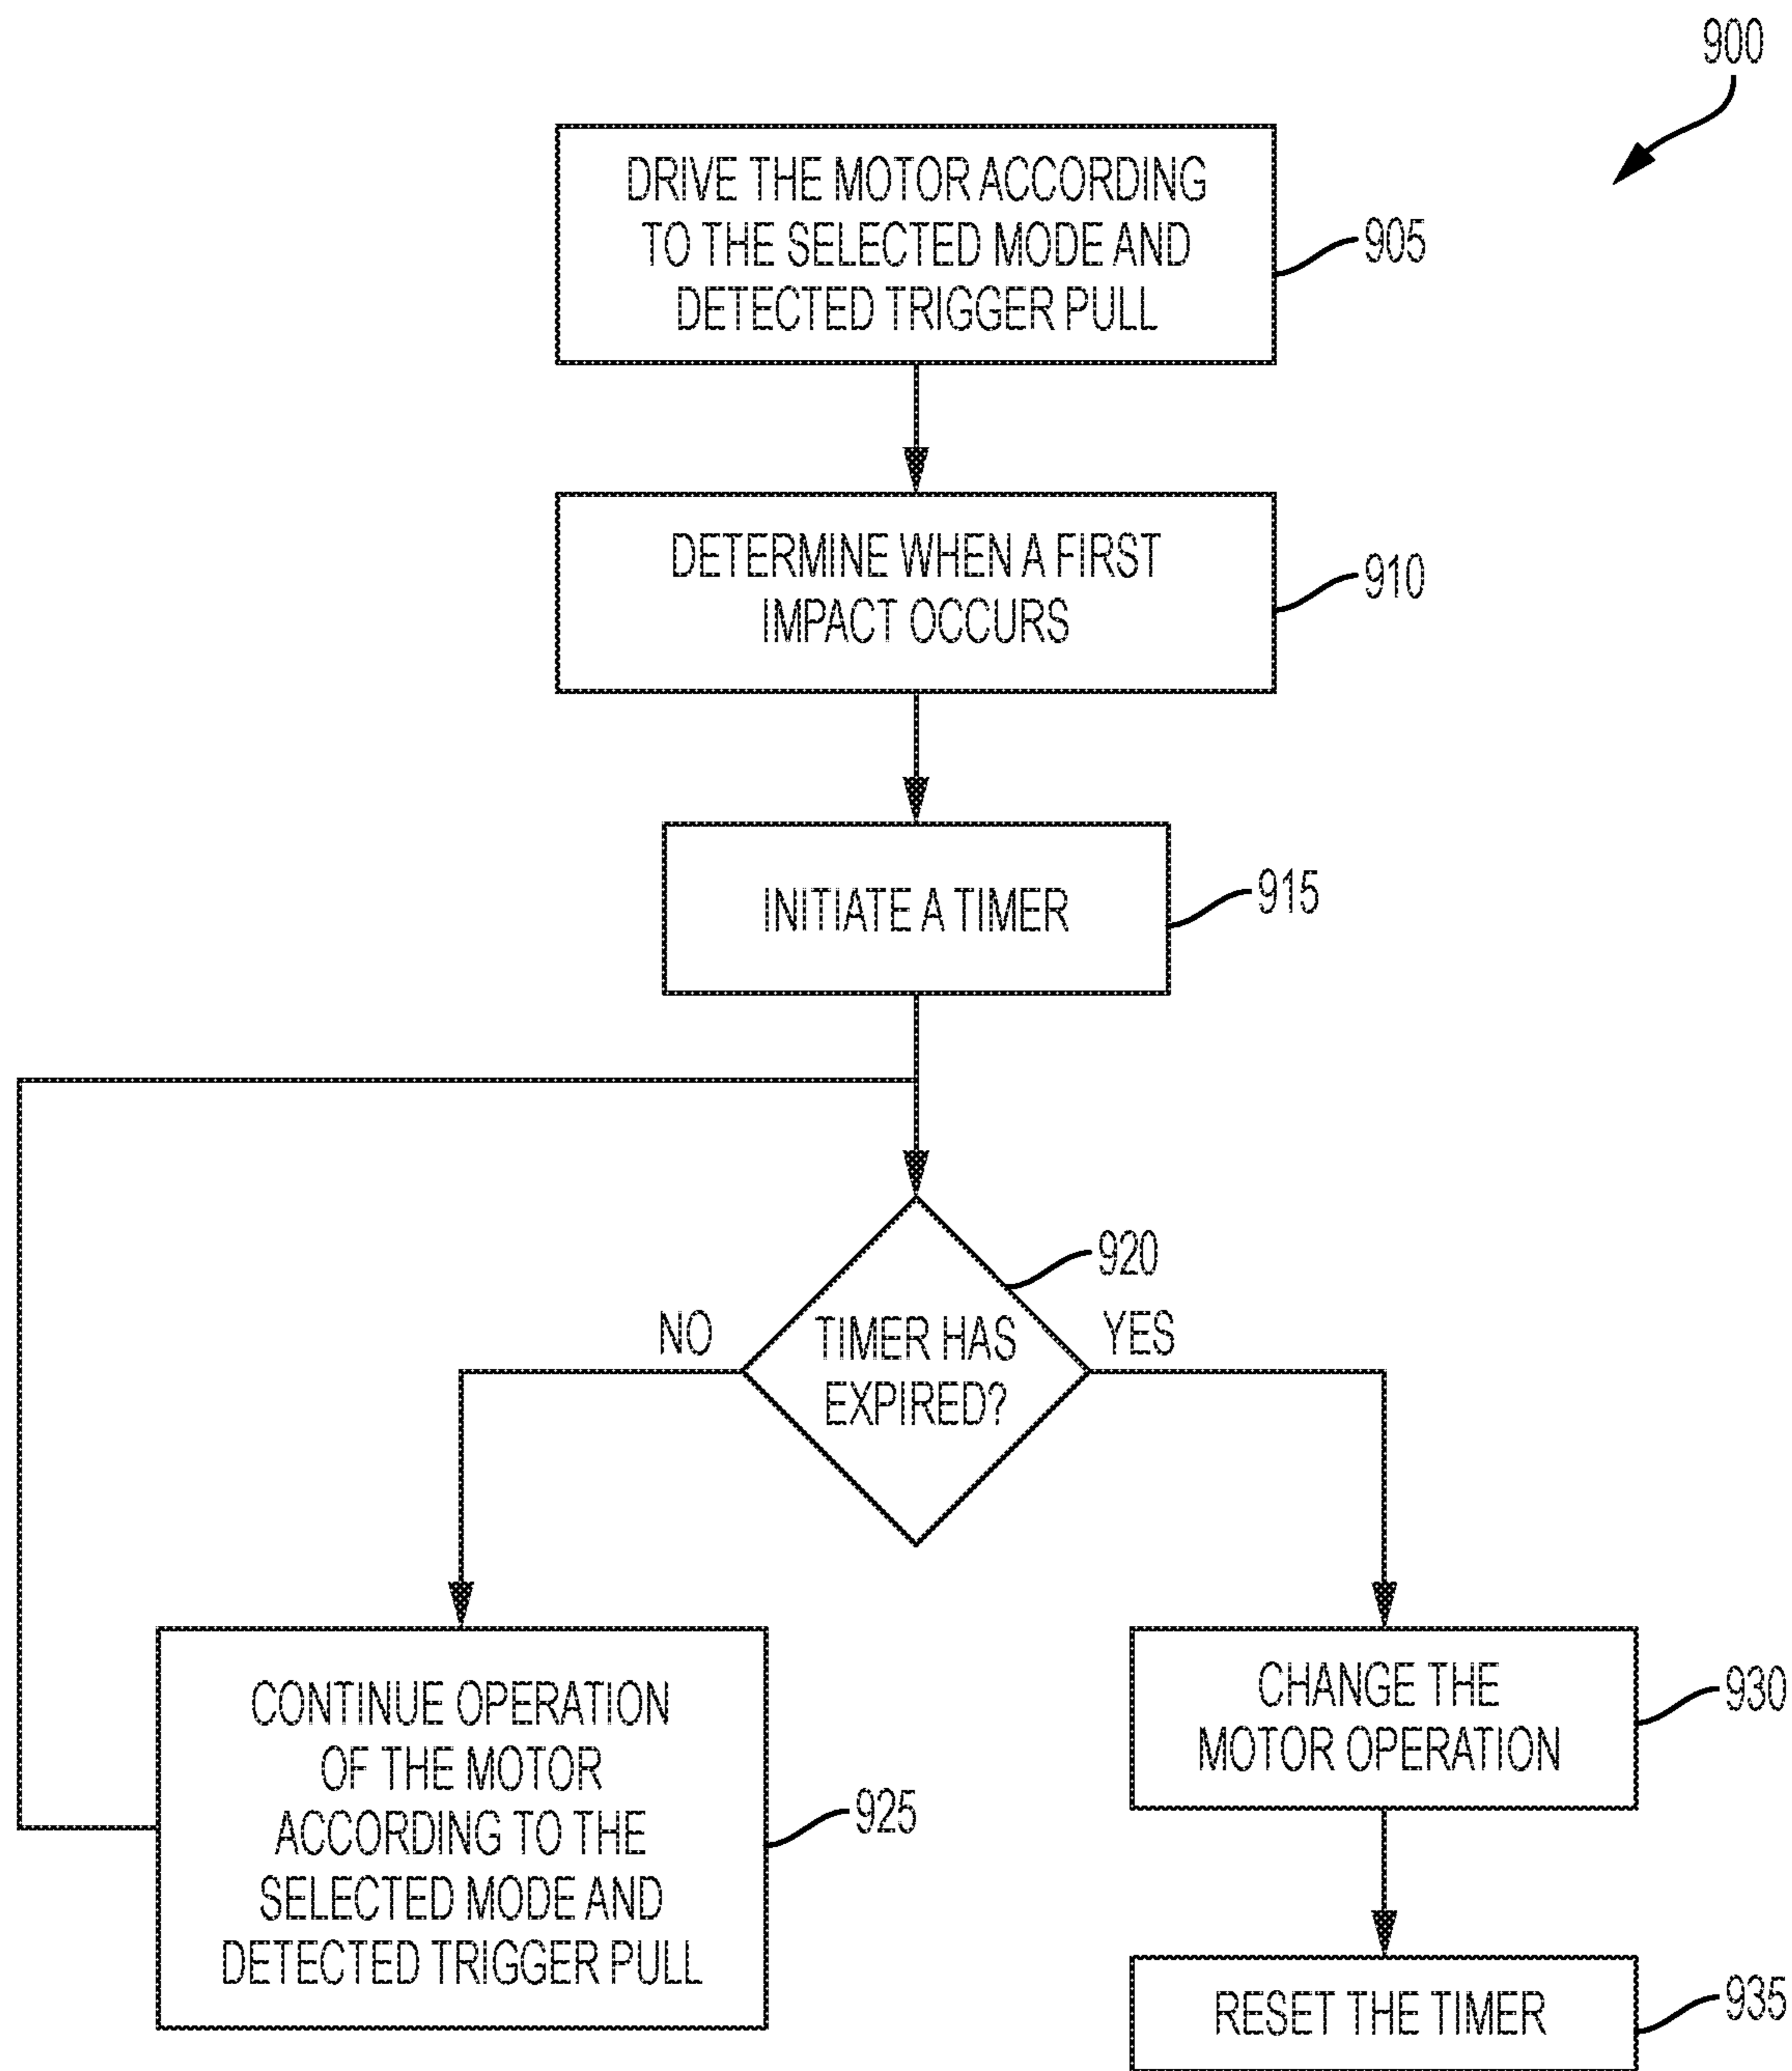 900
DRIVE THE MOTOR ACCORDING
TO THE SELECTED MODE AND
DETECTED TRIGGER PULL
905
DETERMINE WHEN A FIRST
IMPACT OCCURS
910
INITIATE A TIMER
915
920
NO
TIMER HAS
EXPIRED?
YES
CONTINUE OPERATION
OF THE MOTOR
ACCORDING TO THE
SELECTED MODE AND
DETECTED TRIGGER PULL
925
CHANGE THE
MOTOR OPERATION
930
RESET THE TIMER
935